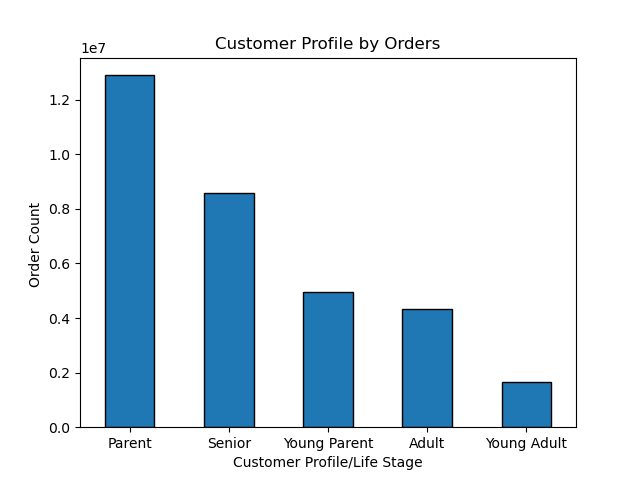 Customer Profile by Orders
1e7
1.2
1.0
0.8
0.6
0.4
0.2
0.0
Order Count
Parent Senior Young Parent Adult Young Adult
Customer Profile/Life Stage